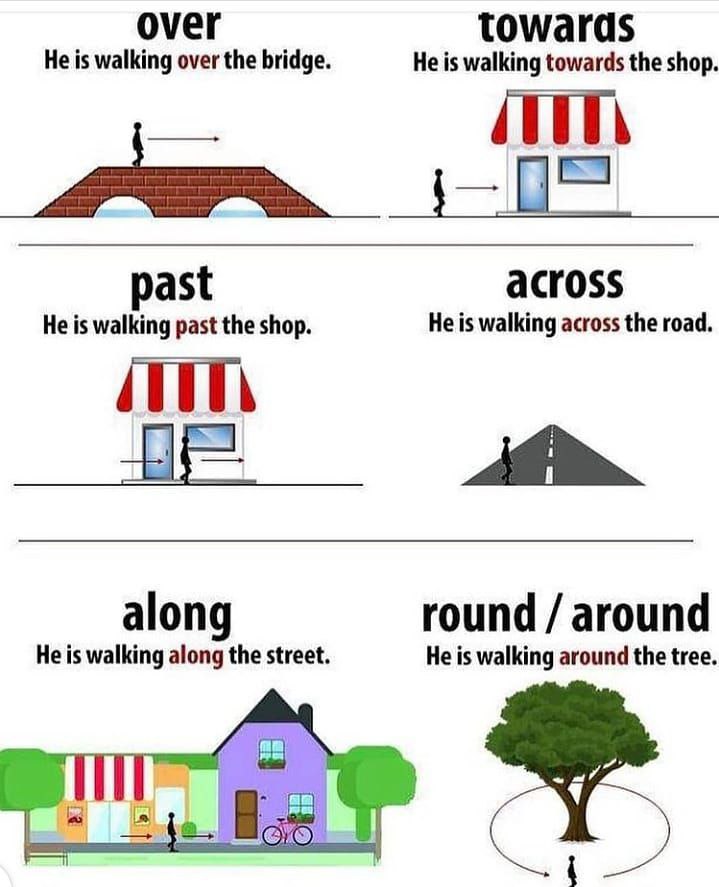 over
He is walking over the bridge.
towards
He is walking towards the shop.
past
He is walking past the shop.
across
He is walking across the road.
along
He is walking along the street.
round / around
He is walking around the tree.